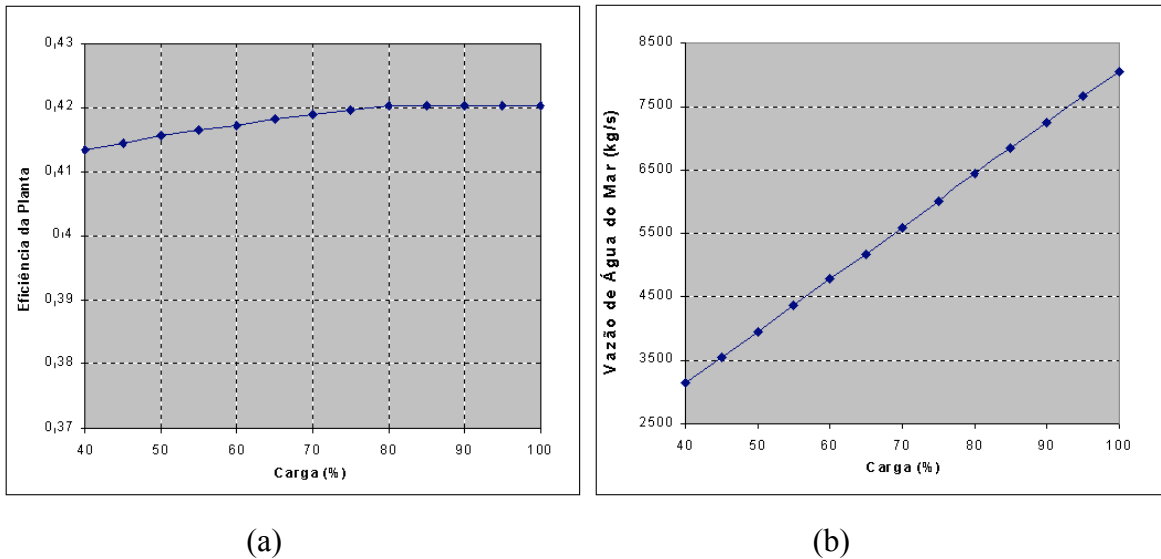 0,43
0,42
0,41
0,4
0,39
0,38
0,37
Eficiência da Planta
40 50 60 70 80 90 100
Carga (%)
(a)
8500
7500
6500
5500
4500
3500
2500
Vazão de Água do Mar (kg/s)
40 50 60 70 80 90 100
Carga (%)
(b)